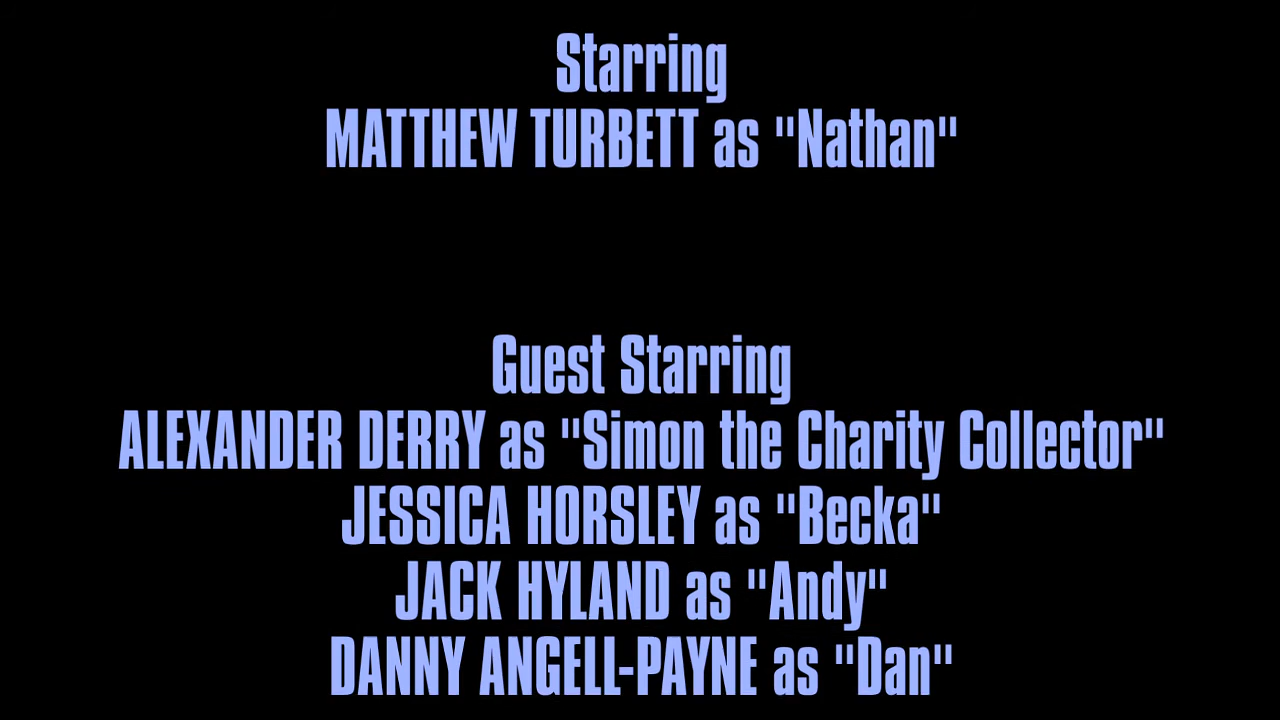 Starring
MATTHEW TURBETT as "Nathan"
Guest Starring
ALEXANDER DERRY as "Simon the Charity Collector"
JESSICA HORSLEY as "Becka"
JACK HYLAND as "Andy"
DANNY ANGELL-PAYNE as "Dan"